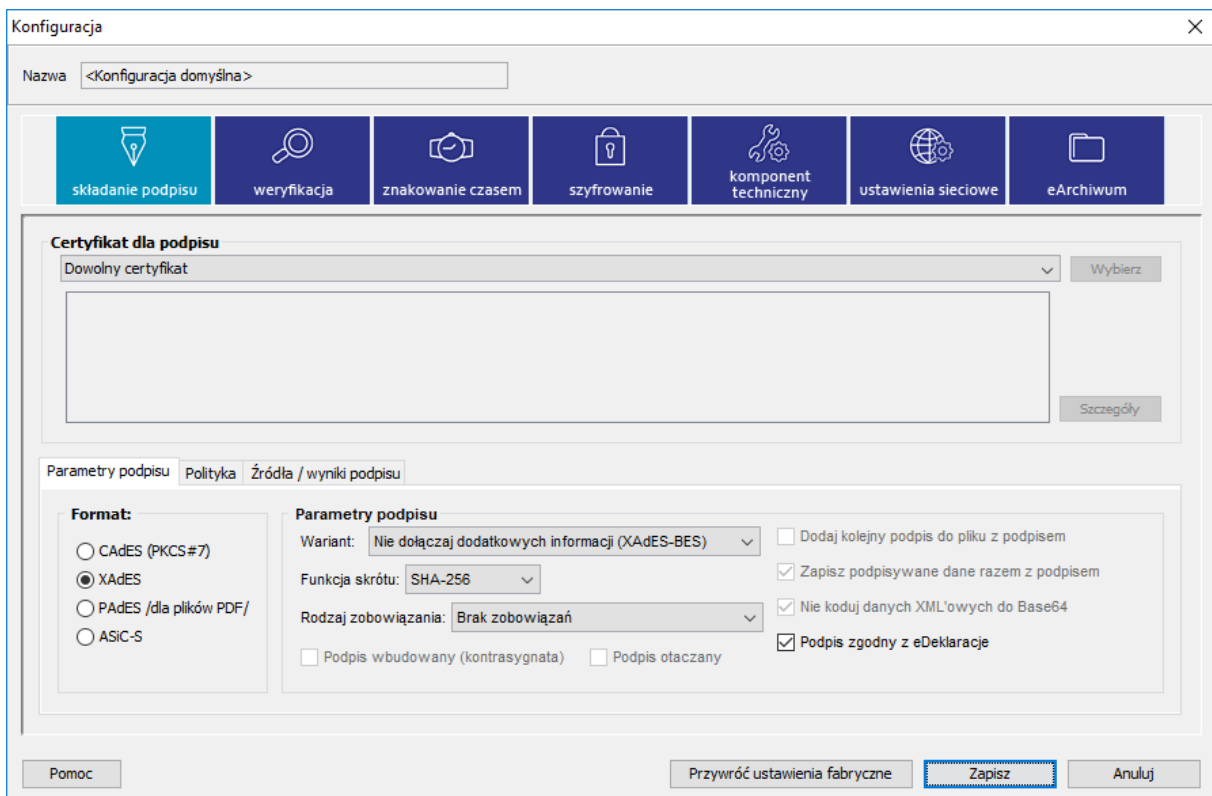 Konfiguracja
Nazwa <Konfiguracja domyślna>
składanie podpisu weryfikacja znakowanie czasem szyfrowanie komponent techniczny ustawienia sieciowe eArchiwum
Certyfikat dla podpisu
Dowolny certyfikat Wybierz
Szczegóły
Parametry podpisu Polityka Źródła / wyniki podpisu
Format:
CAdES (PKCS#7)
XAdES
PAdES /dla plików PDF/
ASiC-S
Parametry podpisu
Wariant: Nie dołączaj dodatkowych informacji (XAdES-BES)
Funkcja skrótu: SHA-256
Rodzaj zobowiązania: Brak zobowiązań
Podpis wbudowany (kontrasygnata) Podpis otaczany
Dodaj kolejny podpis do pliku z podpisem
Zapisz podpisywane dane razem z podpisem
Nie koduj danych XML'owych do Base64
Podpis zgodny z eDeklaracje
Pomoc Przywróć ustawienia fabryczne Zapisz Anuluj